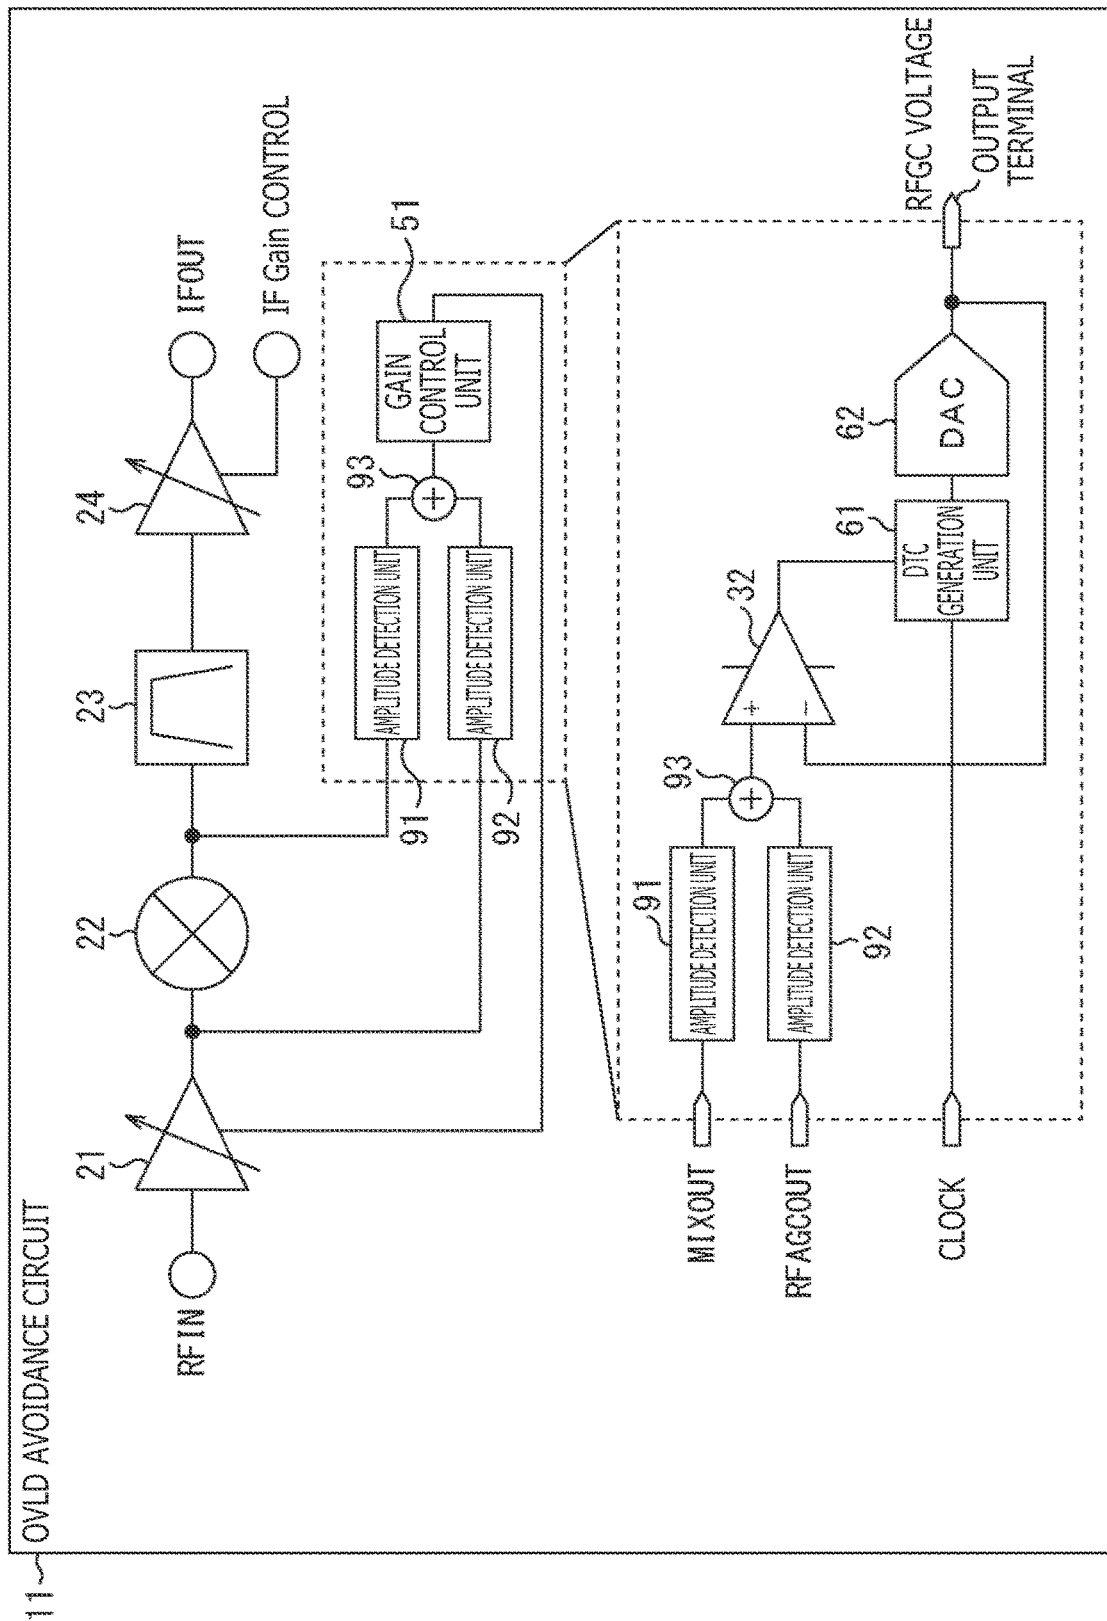 11
OVLD AVOIDANCE CIRCUIT
RFIN
21
22
23
24
IFOUT
IF Gain CONTROL
AMPLITUDE DETECTION UNIT
91
AMPLITUDE DETECTION UNIT
92
93
+
GAIN
CONTROL
UNIT
51
MIXOUT
RFAGCOUT
CLOCK
AMPLITUDE DETECTION UNIT
91
AMPLITUDE DETECTION UNIT
92
93
+
+
−
32
DTC
GENERATION
UNIT
61
DAC
62
RFGC VOLTAGE
OUTPUT
TERMINAL